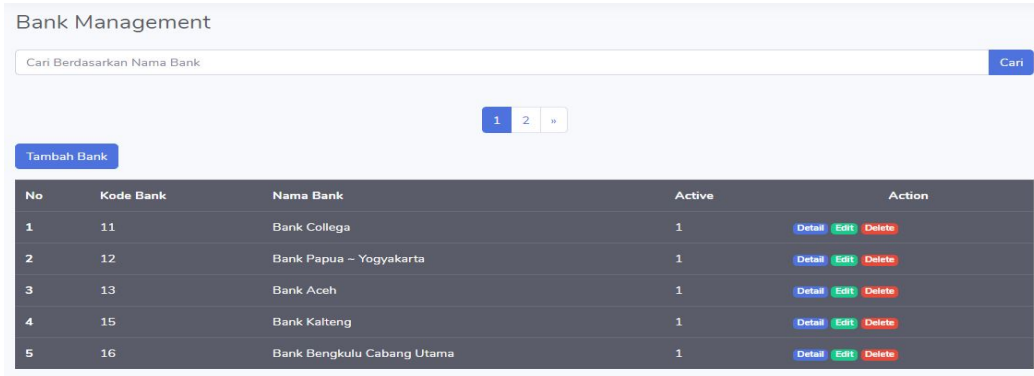 Bank Management
Cari Berdasarkan Nama Bank Cari
1 2 »
Tambah Bank
No Kode Bank Nama Bank Active Action
1 11 Bank Collega 1 Detail Edit Delete
2 12 Bank Papua ~ Yogyakarta 1 Detail Edit Delete
3 13 Bank Aceh 1 Detail Edit Delete
4 15 Bank Kalteng 1 Detail Edit Delete
5 16 Bank Bengkulu Cabang Utama 1 Detail Edit Delete